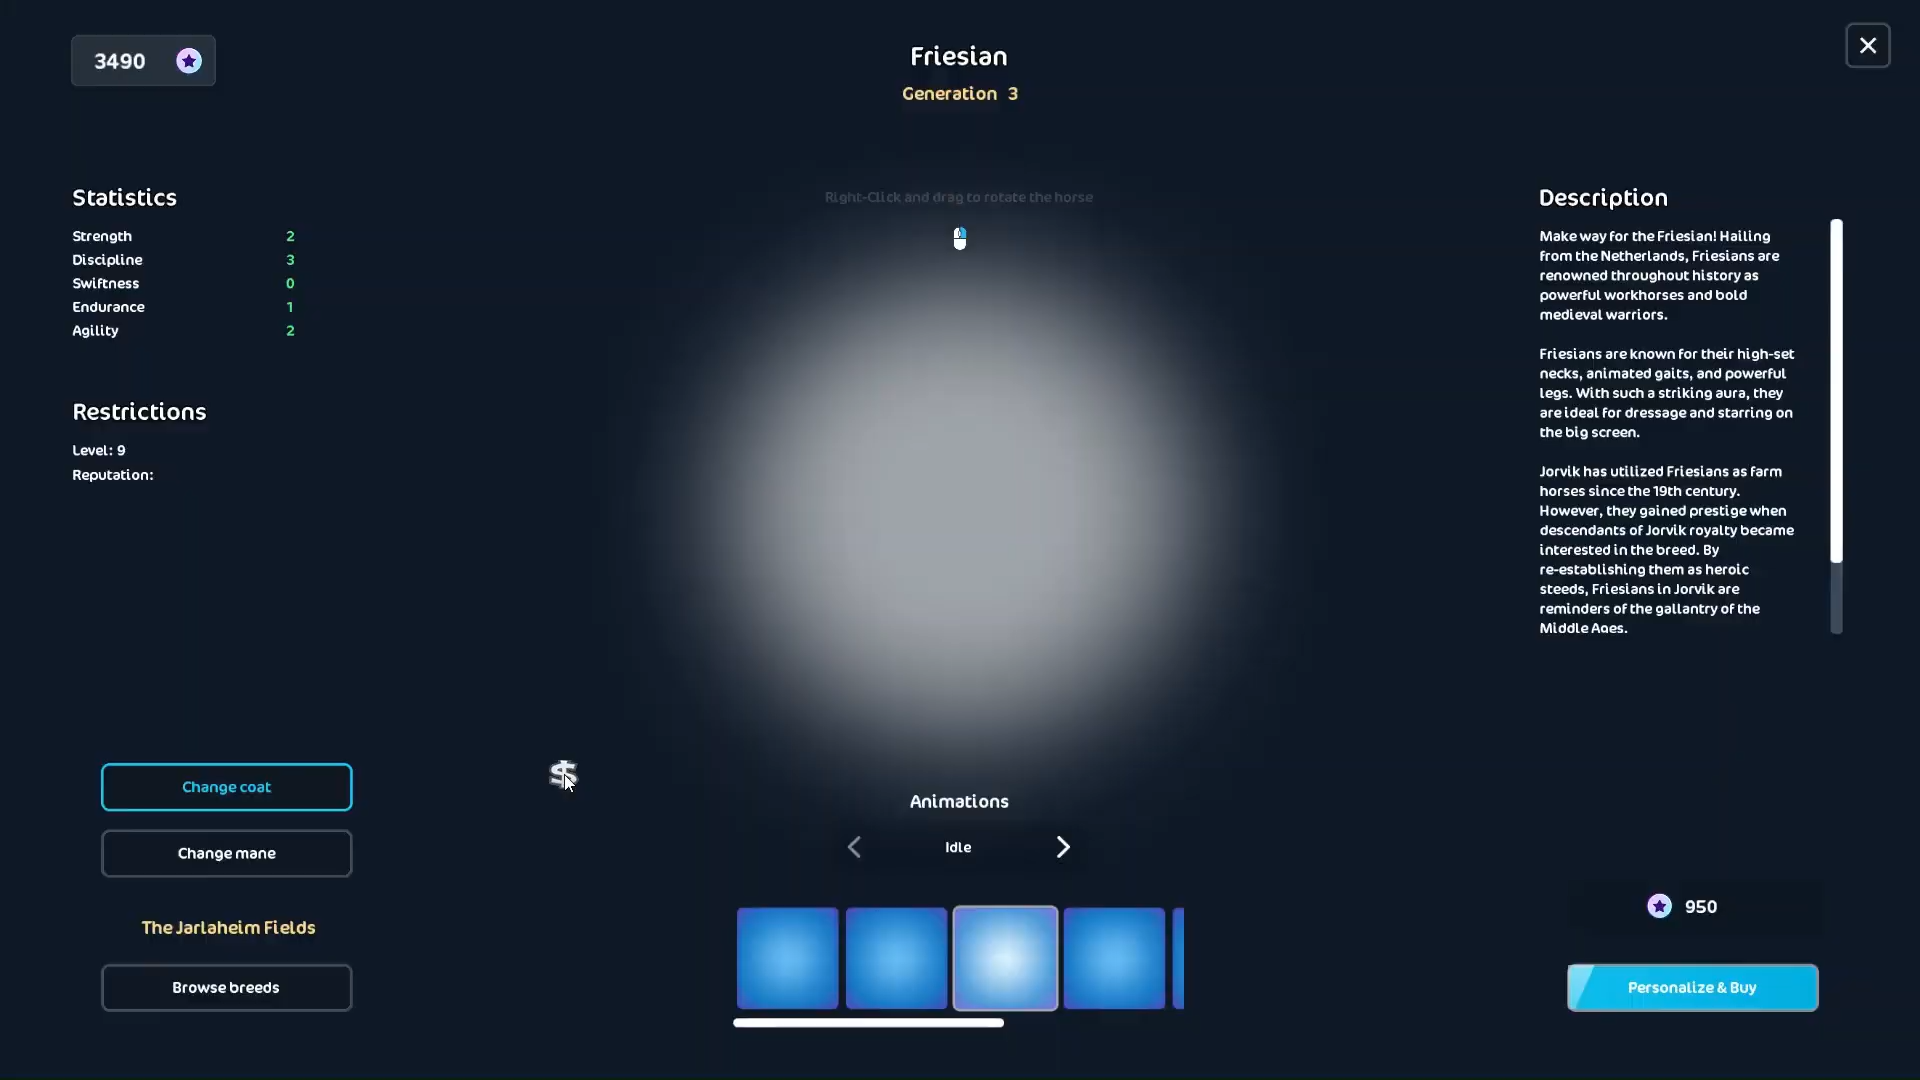 3490
Friesian
Generation 3
Statistics
Strength 2
Discipline 3
Swiftness 0
Endurance 1
Agility 2
Restrictions
Level: 9
Reputation:
Right-Click and drag to rotate the horse
Description
Make way for the Friesian! Hailing
from the Netherlands, Friesians are
renowned throughout history as
powerful workhorses and bold
medieval warriors.
Friesians are known for their high-set
necks, animated gaits, and powerful
legs. With such a striking aura, they
are ideal for dressage and starring on
the big screen.
Jorvik has utilized Friesians as farm
horses since the 19th century.
However, they gained prestige when
descendants of Jorvik royalty became
interested in the breed. By
re-establishing them as heroic
steeds, Friesians in Jorvik are
reminders of the gallantry of the
Middle Ages.
Change coat
Change mane
The Jarlaheim Fields
Browse breeds
$
Animations
Idle
950
Personalize & Buy